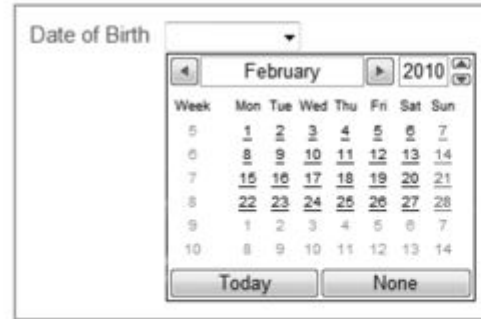 Date of Birth
February 2010
Week Mon Tue Wed Thu Fri Sat Sun
5 1 2 3 4 5 6 7
6 8 9 10 11 12 13 14
7 15 16 17 18 19 20 21
8 22 23 24 25 26 27 28
9 1 2 3 4 5 6 7
10 8 9 10 11 12 13 14
Today None